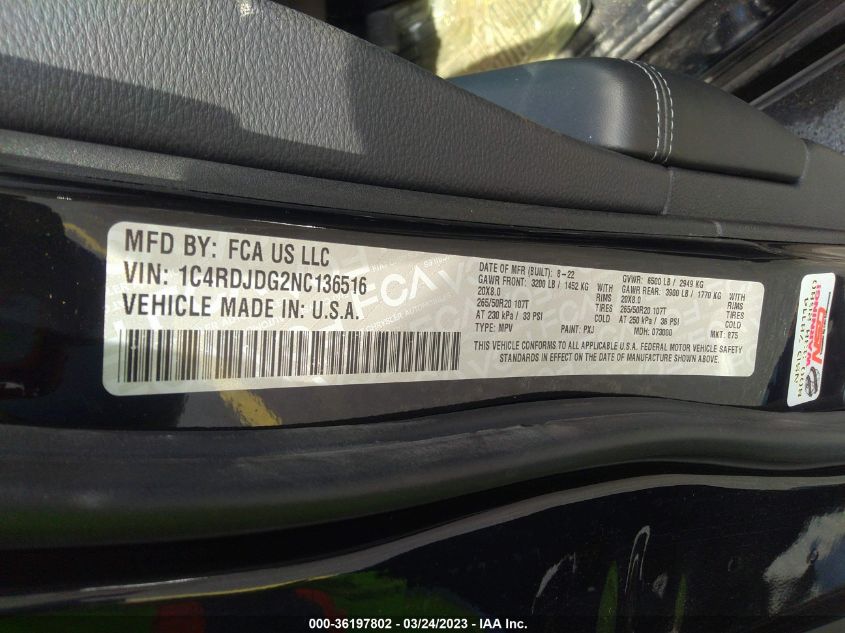 MFD BY: FCA US LLC
VIN: 1C4RDJDG2NC136516
VEHICLE MADE IN: U.S.A.
DATE OF MFR (BUILT): 8-22 GVWR: 6500 LB / 2949 KG
GAWR FRONT: 3200 LB / 1452 KG WITH GAWR REAR: 3900 LB / 1770 KG WITH
20X8.0 RIMS 20X8.0 RIMS
265/50R20 107T TIRES 265/50R20 107T TIRES
AT 230 kPa / 33 PSI COLD AT 250 kPa / 36 PSI COLD
TYPE: MPV PAINT: PXJ MDH: 073000 MKT: 875
THIS VEHICLE CONFORMS TO ALL APPLICABLE U.S.A. FEDERAL MOTOR VEHICLE SAFETY
STANDARDS IN EFFECT ON THE DATE OF MANUFACTURE SHOWN ABOVE.
FCA
000-36197802 - 03/24/2023 - IAA Inc.